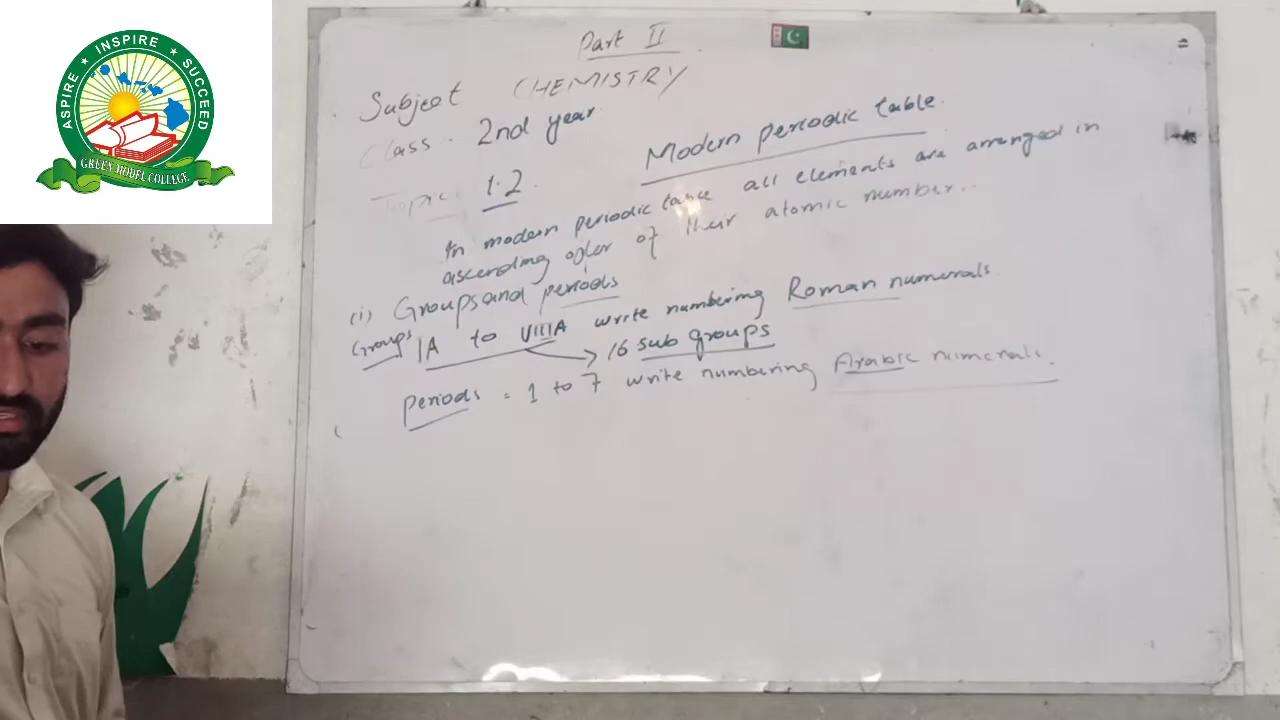 ASPIRE ★ INSPIRE ★ SUCCEED
GREEN MODEL COLLEGE
Part II
Subject CHEMISTRY
Class . 2nd year
Topic: 1.2
Modern periodic table.
In modern periodic table all elements are arranged in
ascending of their atomic number..
(i) Groups and periods
Groups IA to VIIIA write numbering Roman numerals
16 sub groups
periods = 1 to 7 write numbering Arabic numerals.